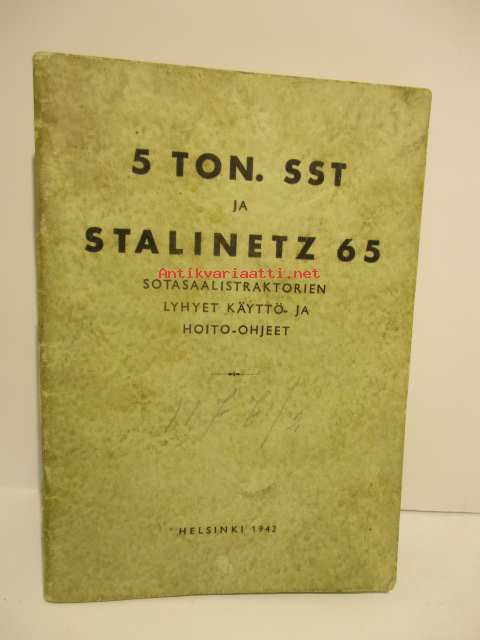 5 TON. SST
JA
STALINETZ 65
Antikvariaatti.net
SOTASAALISTRAKTORIEN
LYHYET KÄYTTÖ- JA
HOITO-OHJEET
HELSINKI 1942